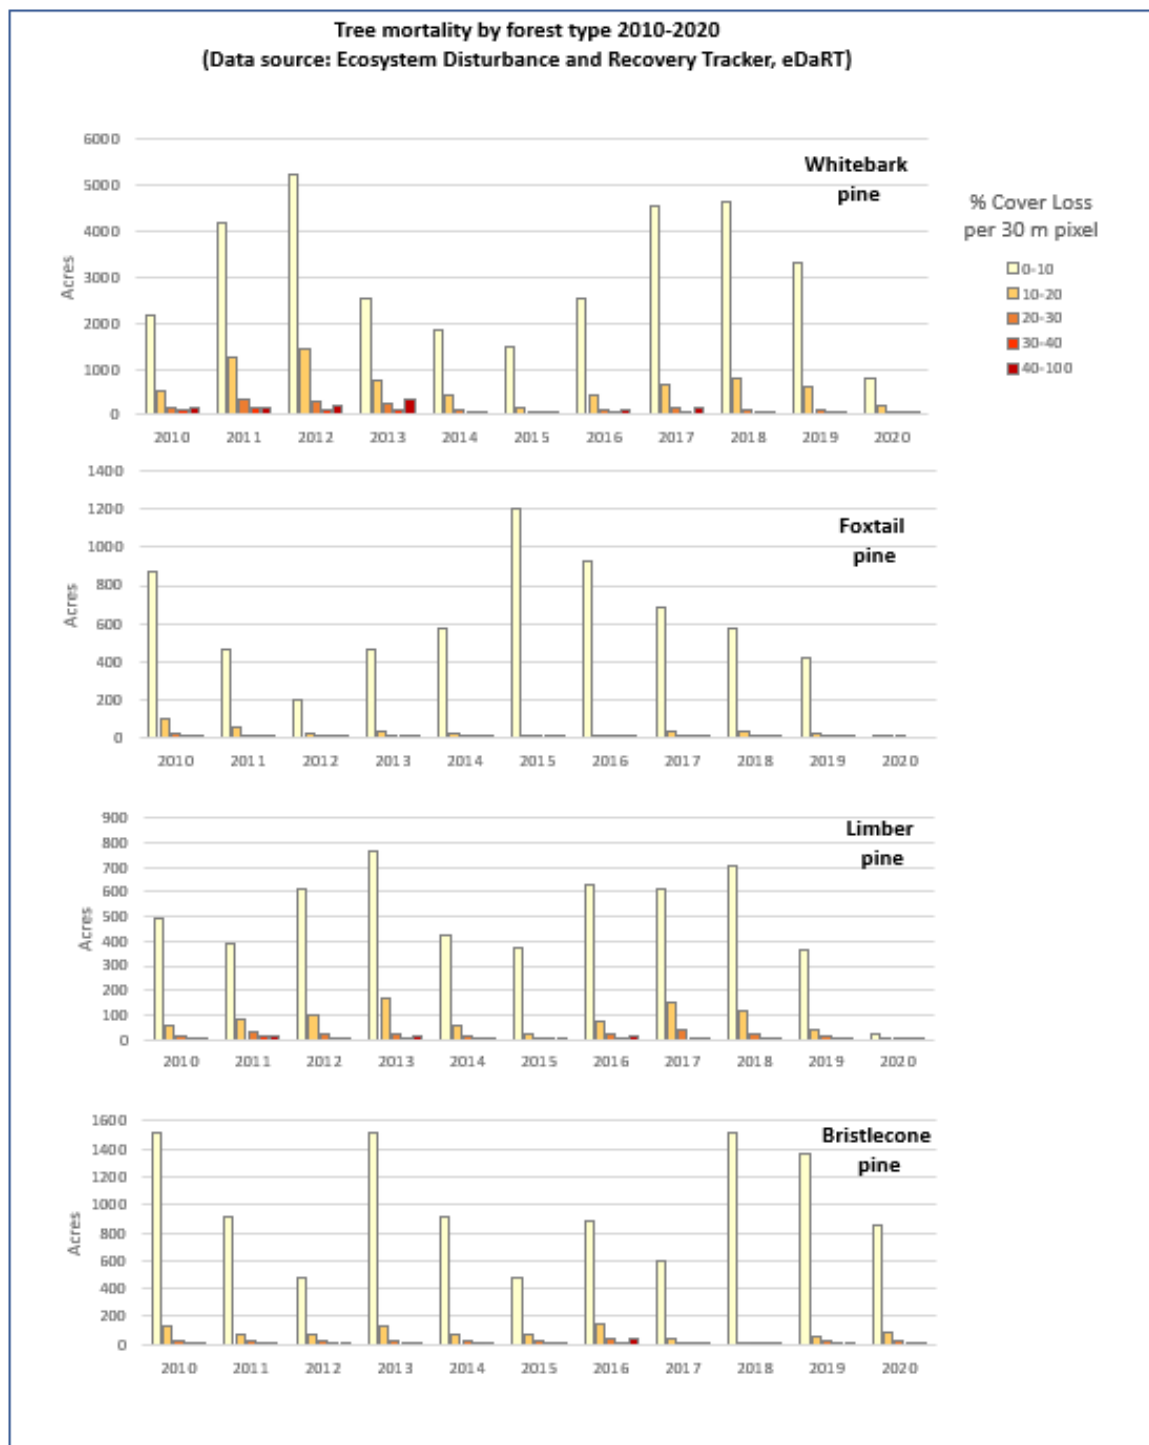 Tree mortality by forest type 2010-2020
(Data source: Ecosystem Disturbance and Recovery Tracker, eDaRT)
6000
5000
4000
3000
2000
1000
0
Acres
Whitebark
pine
2010 2011 2012 2013 2014 2015 2016 2017 2018 2019 2020
% Cover Loss
per 30 m pixel
0-10
10-20
20-30
30-40
40-100
1400
1200
1000
800
600
400
200
0
Acres
Foxtail
pine
2010 2011 2012 2013 2014 2015 2016 2017 2018 2019 2020
900
800
700
600
500
400
300
200
100
0
Acres
Limber
pine
2010 2011 2012 2013 2014 2015 2016 2017 2018 2019 2020
1600
1400
1200
1000
800
600
400
200
0
Acres
Bristlecone
pine
2010 2011 2012 2013 2014 2015 2016 2017 2018 2019 2020